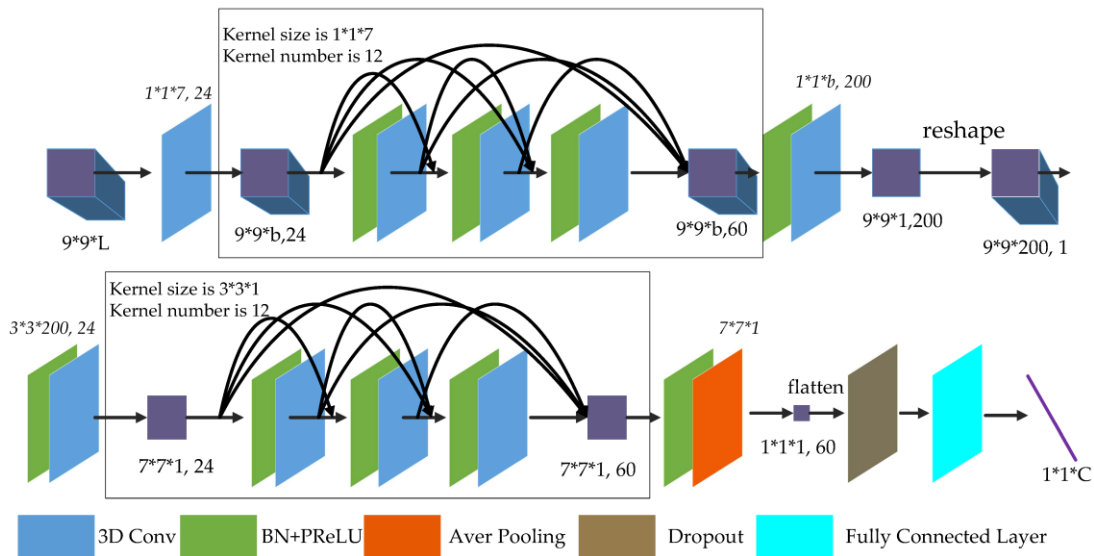 Kernel size is 1*1*7
Kernel number is 12
1*1*7, 24
1*1*b, 200
reshape
9*9*L
9*9*b,24
9*9*b,60
9*9*1,200
9*9*200, 1
Kernel size is 3*3*1
Kernel number is 12
3*3*200, 24
7*7*1
flatten
7*7*1, 24
7*7*1, 60
1*1*1, 60
1*1*C
3D Conv
BN+PReLU
Aver Pooling
Dropout
Fully Connected Layer